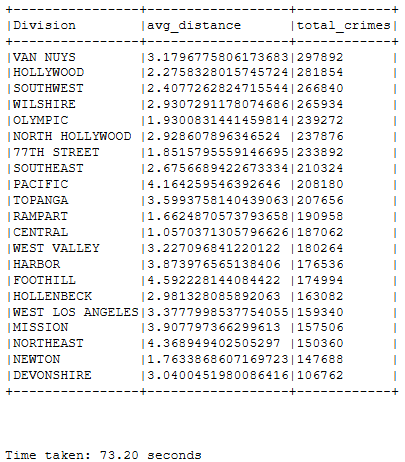 +----------------+------------------+------------+
|Division        |avg_distance      |total_crimes|
+----------------+------------------+------------+
|VAN NUYS        |3.1796775806173683|297892      |
|HOLLYWOOD       |2.2758328015745724|281854      |
|SOUTHWEST       |2.4077262824715544|266840      |
|WILSHIRE        |2.9307291178074686|265934      |
|OLYMPIC         |1.9300831441459814|239272      |
|NORTH HOLLYWOOD |2.928607896346524 |237876      |
|77TH STREET     |1.8515795559146695|233892      |
|SOUTHEAST       |2.6756689422673334|210324      |
|PACIFIC         |4.164259546392646 |208180      |
|TOPANGA         |3.5993758140439063|207656      |
|RAMPART         |1.6624870573793658|190958      |
|CENTRAL         |1.0570371305796626|187062      |
|WEST VALLEY     |3.227096841220122 |180264      |
|HARBOR          |3.873976565138406 |176536      |
|FOOTHILL        |4.592228144084422 |174994      |
|HOLLENBECK      |2.981328085892063 |163082      |
|WEST LOS ANGELES|3.3777998537754055|159340      |
|MISSION         |3.907797366299613 |157506      |
|NORTHEAST       |4.368949402505297 |150360      |
|NEWTON          |1.7633868607169723|147688      |
|DEVONSHIRE      |3.0400451980086416|106762      |
+----------------+------------------+------------+
Time taken: 73.20 seconds